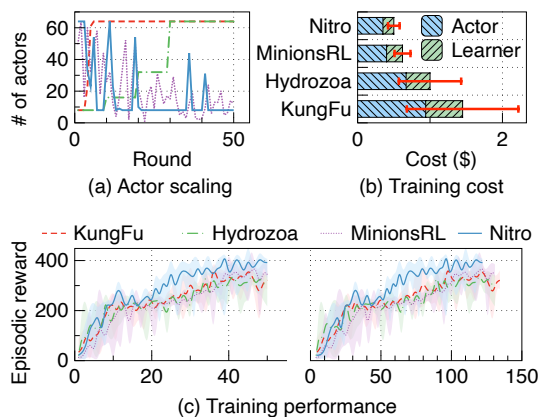 # of actors
60
40
20
0
0
20
40
Round
(a) Actor scaling
Nitro
MinionsRL
Hydrozoa
KungFu
Actor
Learner
0
1
2
Cost ($)
(b) Training cost
KungFu
Hydrozoa
MinionsRL
Nitro
Episodic reward
400
200
0
0
20
40
0
50
100
150
(c) Training performance